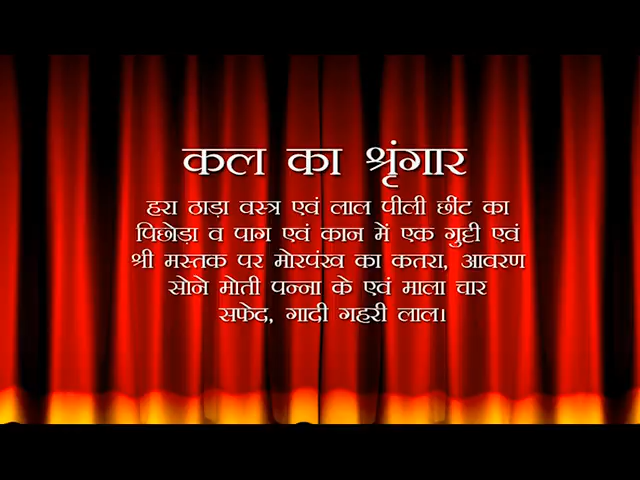 कल का श्रृंगार
हरा ठाड़ा वस्त्र एवं लाल पीली छींट का
पिछोड़ा व पाग एवं कान में एक गुट्टी एवं
श्री मस्तक पर मोरपंख का कतरा, आवरण
सोने मोती पन्ना के एवं माला चार
सफेद, गादी गहरी लाल।